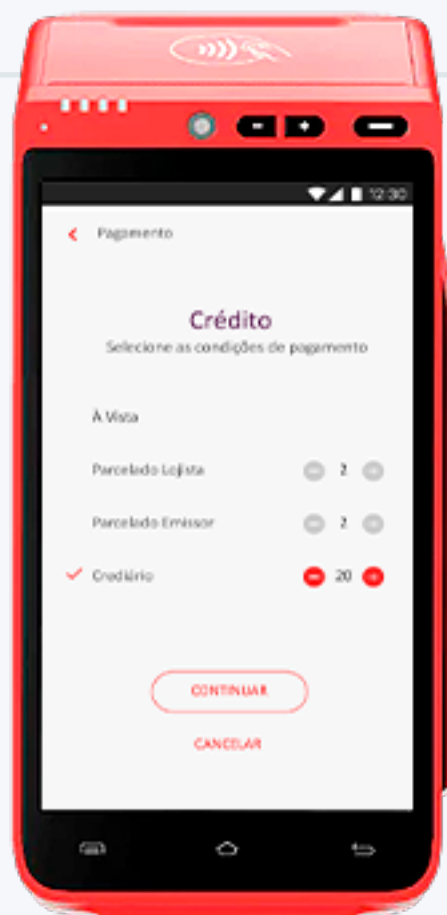 12:30
Pagamento
Crédito
Selecione as condições de pagamento
À Vista
Parcelado Lojista 2
Parcelado Emissor 2
Crediário 20
CONTINUAR
CANCELAR